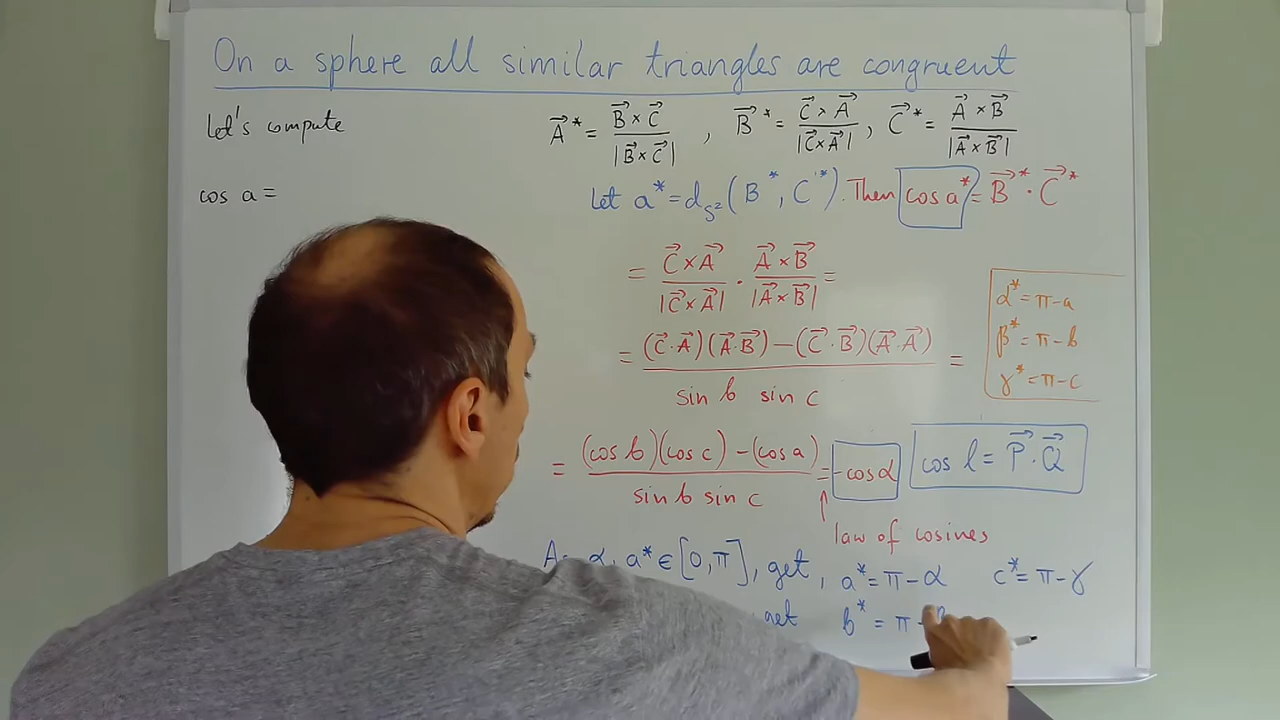 On a sphere all similar triangles are congruent
Let's compute
A⃗* = B⃗×C⃗ / |B⃗×C⃗| , B⃗* = C⃗×A⃗ / |C⃗×A⃗| , C⃗* = A⃗×B⃗ / |A⃗×B⃗|
cos a =
Let a* = d_S²(B*, C*). Then cos a* = B⃗*·C⃗*
= C⃗×A⃗ / |C⃗×A⃗| · A⃗×B⃗ / |A⃗×B⃗| =
α* = π-a
β* = π-b
γ* = π-c
= (C⃗·A⃗)(A⃗·B⃗) - (C⃗·B⃗)(A⃗·A⃗) / sin b sin c =
= (cos b)(cos c) - (cos a) / sin b sin c = -cos α
cos l = P⃗·Q⃗
↑
law of cosines
α, a* ∈ [0, π], get, a* = π-α c* = π-γ
get b* = π-